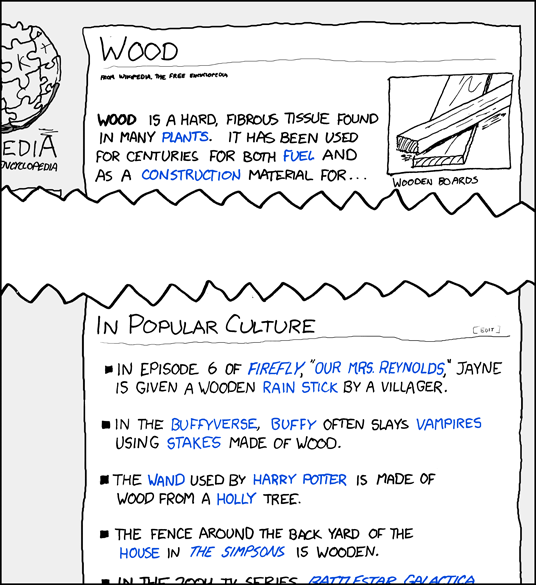 WOOD
FROM WIKIPEDIA, THE FREE ENCYCLOPEDIA
WOOD IS A HARD, FIBROUS TISSUE FOUND
IN MANY PLANTS. IT HAS BEEN USED
FOR CENTURIES FOR BOTH FUEL AND
AS A CONSTRUCTION MATERIAL FOR...
EDIA
ENCYCLOPEDIA
WOODEN BOARDS
IN POPULAR CULTURE
[EDIT]
IN EPISODE 6 OF FIREFLY, "OUR MRS. REYNOLDS," JAYNE
IS GIVEN A WOODEN RAIN STICK BY A VILLAGER.
IN THE BUFFYVERSE, BUFFY OFTEN SLAYS VAMPIRES
USING STAKES MADE OF WOOD.
THE WAND USED BY HARRY POTTER IS MADE OF
WOOD FROM A HOLLY TREE.
THE FENCE AROUND THE BACK YARD OF THE
HOUSE IN THE SIMPSONS IS WOODEN.
IN THE 2004 TV SERIES BATTLESTAR GALACTICA